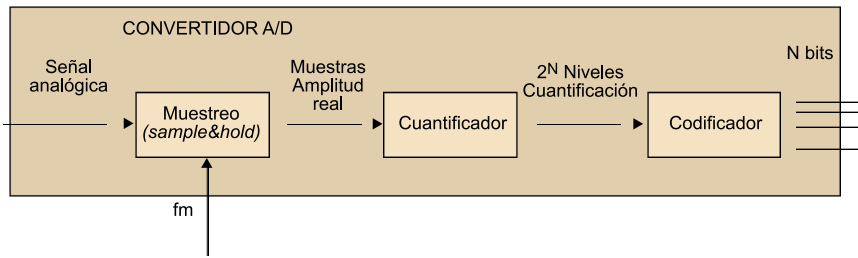 CONVERTIDOR A/D
Señal
analógica
Muestreo
(sample&hold)
Muestras
Amplitud
real
Cuantificador
2N Niveles
Cuantificación
Codificador
N bits
fm